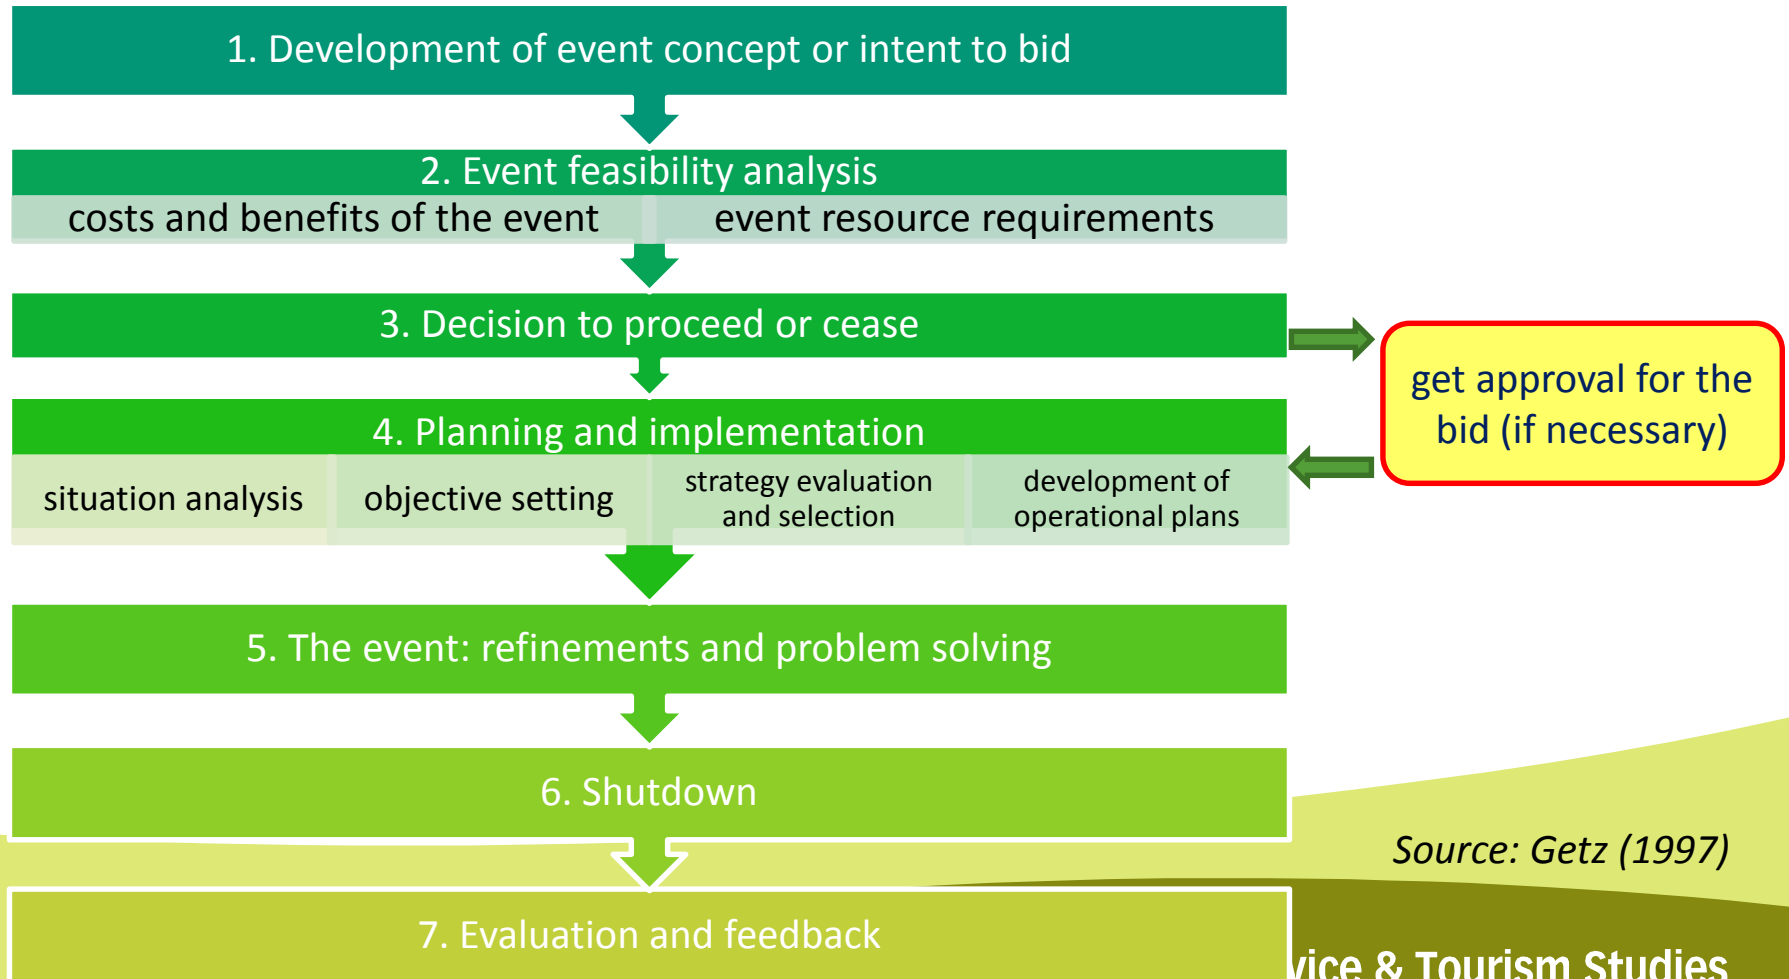 1. Development of event concept or intent to bid
2. Event feasibility analysis
costs and benefits of the event
event resource requirements
3. Decision to proceed or cease
get approval for the
bid (if necessary)
4. Planning and implementation
situation analysis
objective setting
strategy evaluation
and selection
development of
operational plans
5. The event: refinements and problem solving
6. Shutdown
Source: Getz (1997)
7. Evaluation and feedback
& Tourism Studies